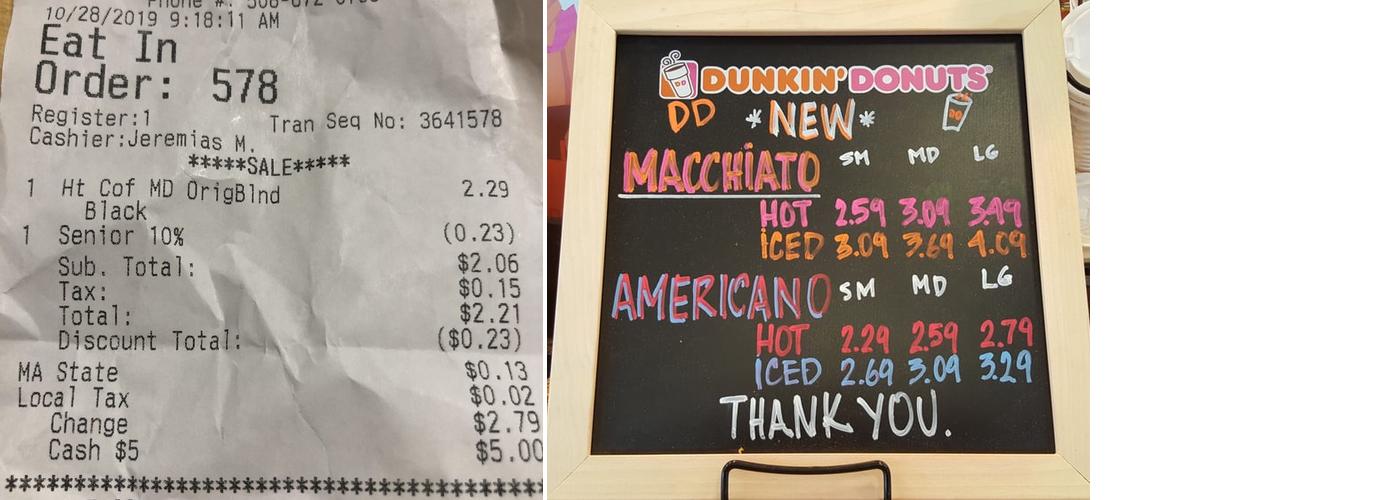 10/28/2019 9:18:11 AM
Eat In
Order: 578
Register:1 Tran Seq No: 3641578
Cashier:Jeremias M.
*****SALE*****
1 Ht Cof MD OrigBlnd 2.29
Black
1 Senior 10% (0.23)
Sub. Total: $2.06
Tax: $0.15
Total: $2.21
Discount Total: ($0.23)
MA State $0.13
Local Tax $0.02
Change $2.79
Cash $5 $5.00
DUNKIN' DONUTS
DD *NEW* DD
MACCHIATO SM MD LG
HOT 2.59 3.09 3.49
ICED 3.09 3.69 4.09
AMERICANO SM MD LG
HOT 2.29 2.59 2.79
ICED 2.69 3.09 3.29
THANK YOU.